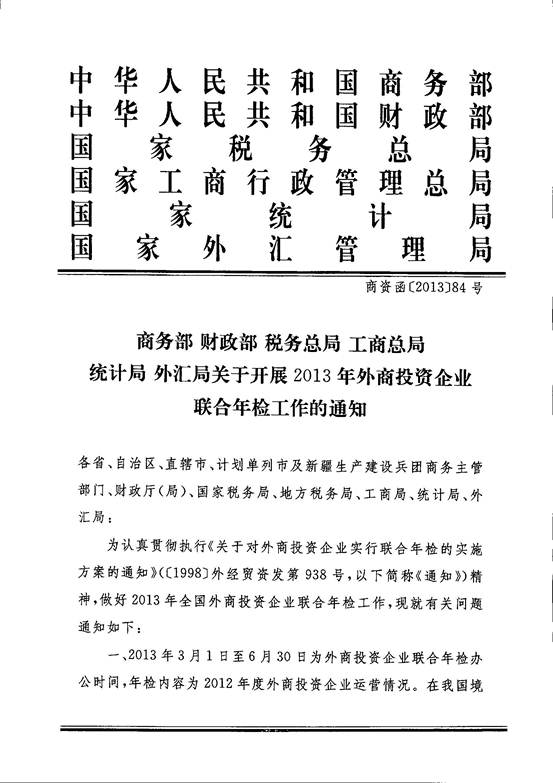 中华人民共和国商务部
中华人民共和国财政部
国家税务总局
国家工商行政管理总局
国家统计局
国家外汇管理局
商资函〔2013〕84 号
商务部 财政部 税务总局 工商总局
统计局 外汇局关于开展 2013 年外商投资企业
联合年检工作的通知
各省、自治区、直辖市、计划单列市及新疆生产建设兵团商务主管
部门、财政厅(局)、国家税务局、地方税务局、工商局、统计局、外
汇局:
为认真贯彻执行《关于对外商投资企业实行联合年检的实施
方案的通知》(〔1998〕外经贸资发第 938 号,以下简称《通知》)精
神,做好 2013 年全国外商投资企业联合年检工作,现就有关问题
通知如下:
一、2013 年 3 月 1 日至 6 月 30 日为外商投资企业联合年检办
公时间,年检内容为 2012 年度外商投资企业运营情况。在我国境